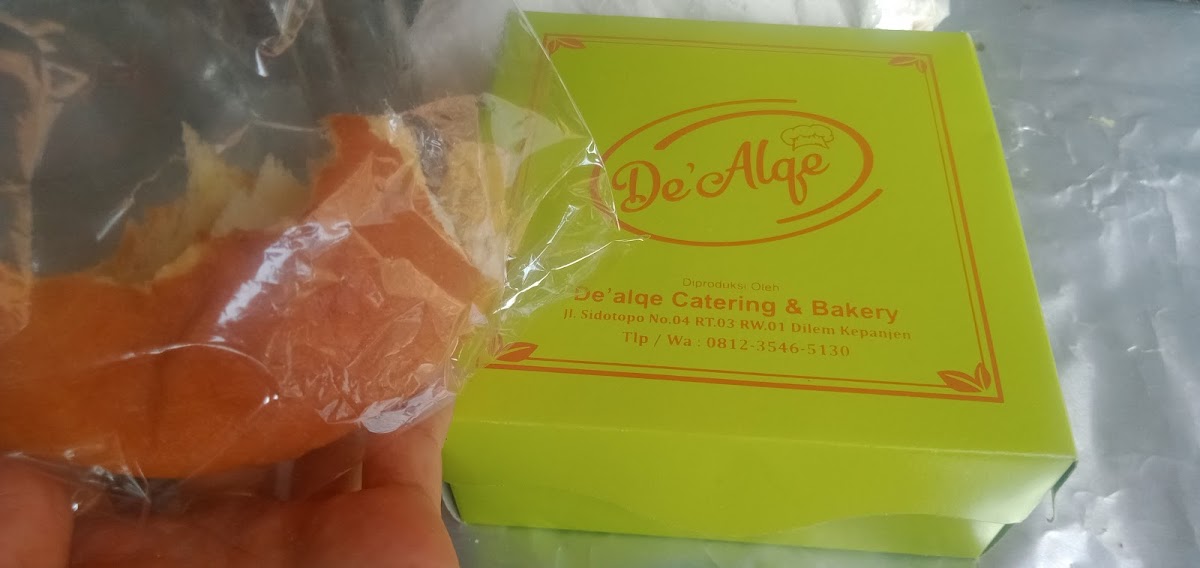 De'Alqe
Diproduksi Oleh
De'alqe Catering & Bakery
Jl. Sidotopo No.04 RT.03 RW.01 Dilem Kepanjen
Tlp / Wa : 0812-3546-5130